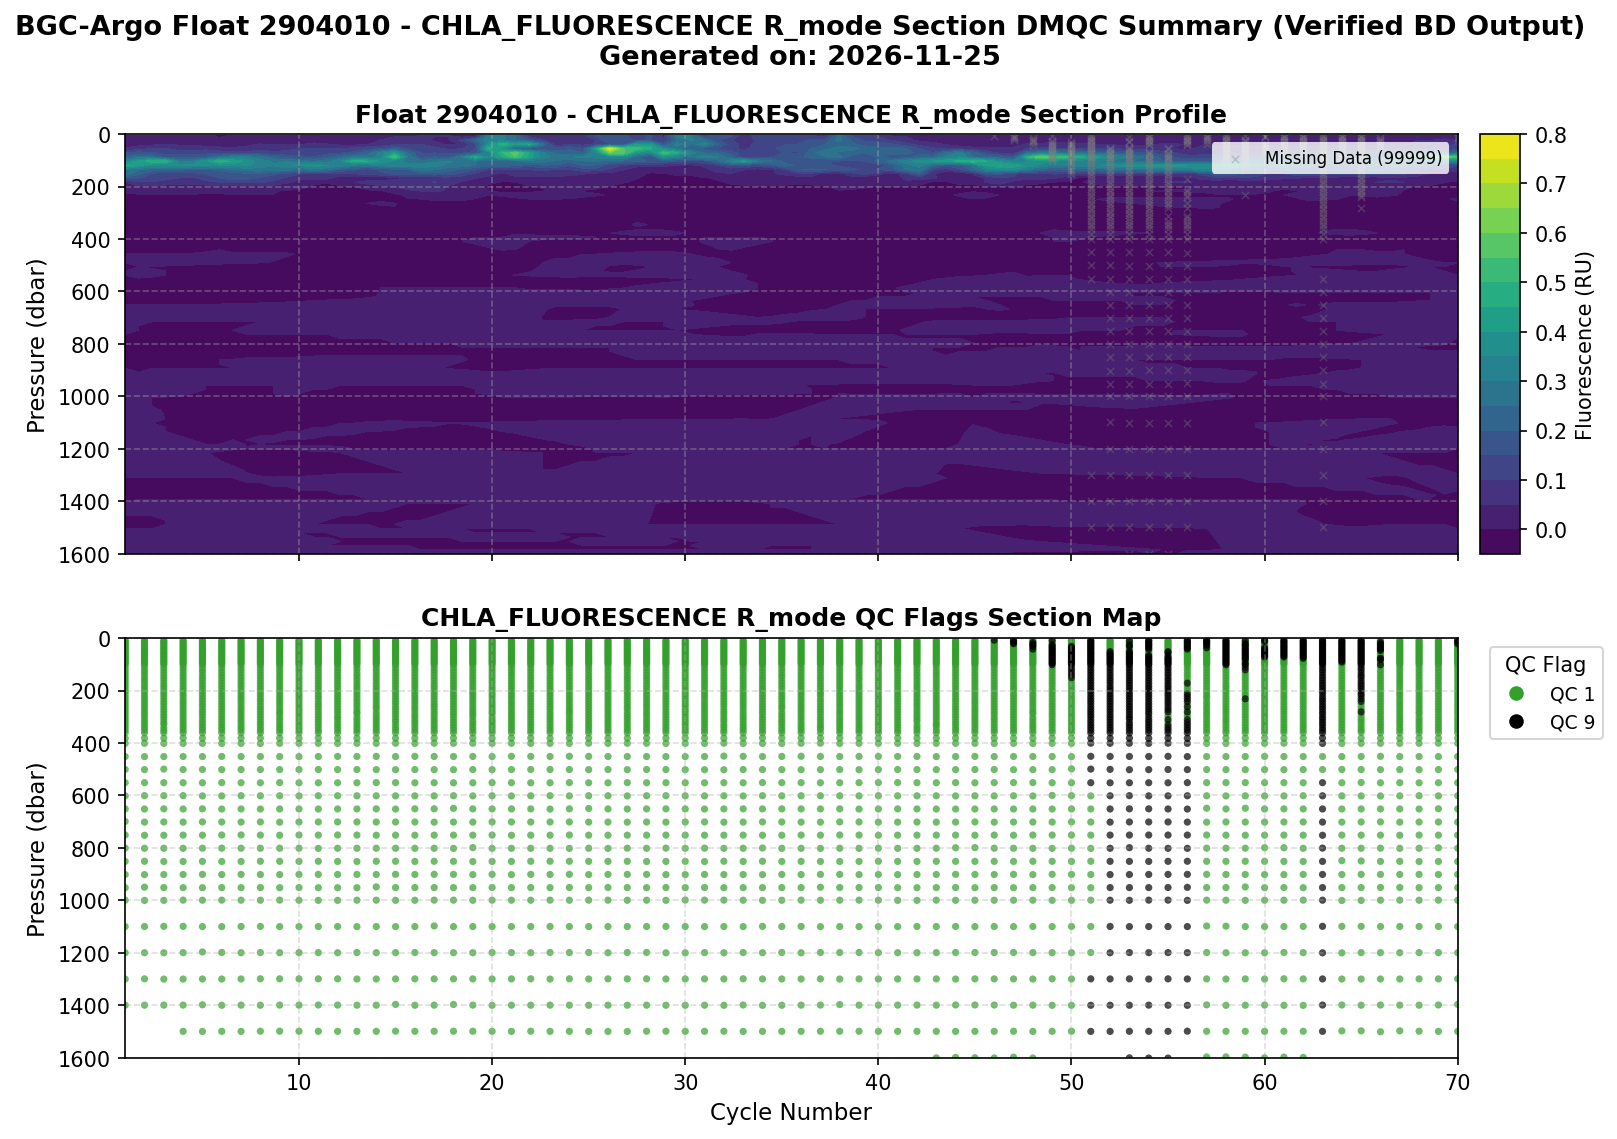 BGC-Argo Float 2904010 - CHLA_FLUORESCENCE R_mode Section DMQC Summary (Verified BD Output)
Generated on: 2026-11-25
Float 2904010 - CHLA_FLUORESCENCE R_mode Section Profile
Missing Data (99999)
Pressure (dbar)
0
200
400
600
800
1000
1200
1400
1600
0.8
0.7
0.6
0.5
0.4
0.3
0.2
0.1
0.0
Fluorescence (RU)
CHLA_FLUORESCENCE R_mode QC Flags Section Map
Pressure (dbar)
0
200
400
600
800
1000
1200
1400
1600
10
20
30
40
50
60
70
Cycle Number
QC Flag
QC 1
QC 9